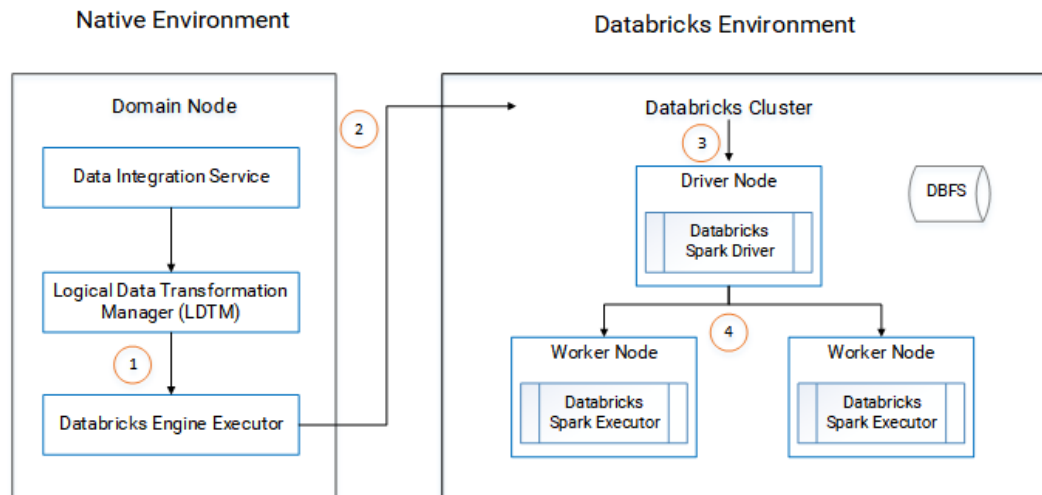 Native Environment
Databricks Environment
Domain Node
Data Integration Service
Logical Data Transformation
Manager (LDTM)
1
Databricks Engine Executor
2
Databricks Cluster
3
Driver Node
Databricks
Spark Driver
DBFS
4
Worker Node
Databricks
Spark Executor
Worker Node
Databricks
Spark Executor